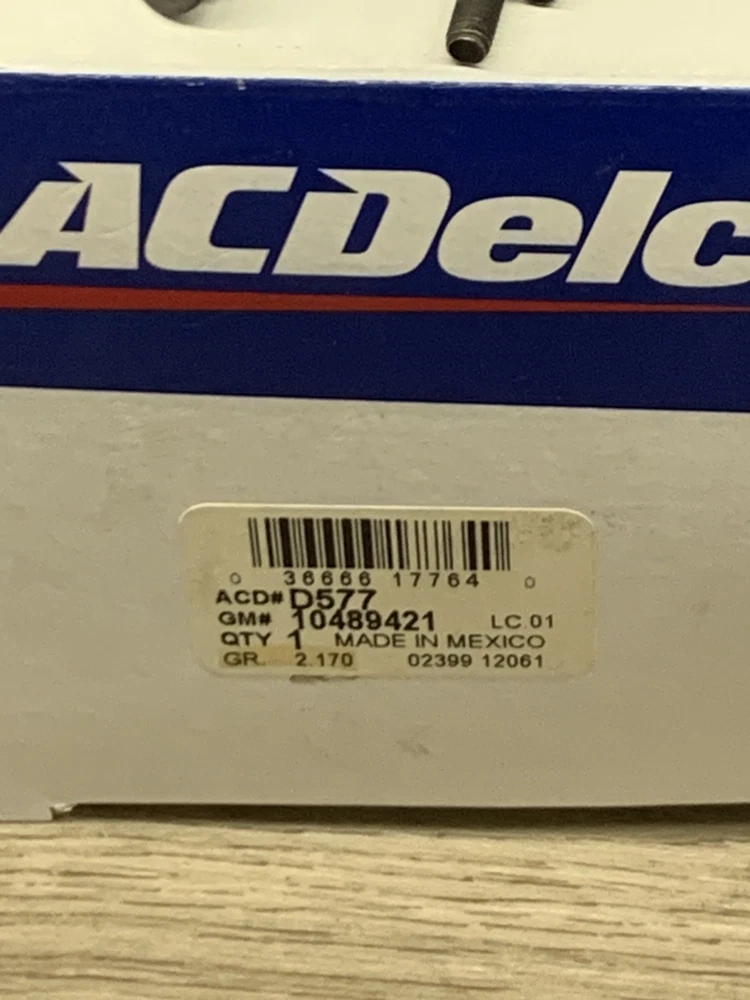 ACDelc
0 36666 17764 0
ACD# D577
GM# 10489421 LC.01
QTY 1 MADE IN MEXICO
GR. 2.170 02399 12061